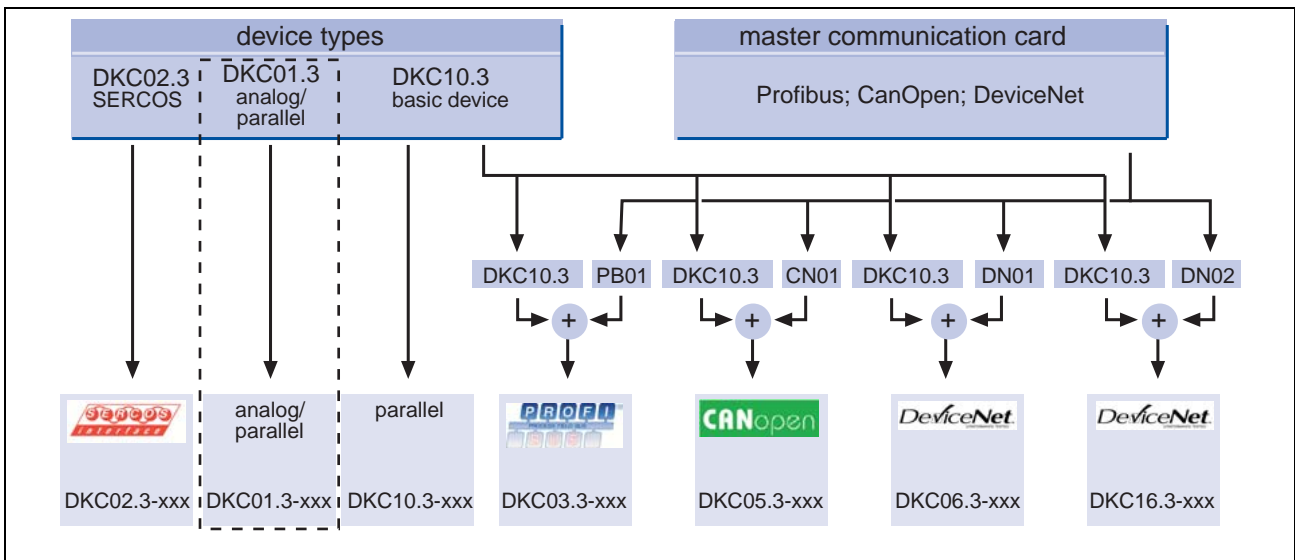 device types
master communication card
DKC02.3
SERCOS
DKC01.3
analog/
parallel
DKC10.3
basic device
Profibus; CanOpen; DeviceNet
DKC10.3
PB01
DKC10.3
CN01
DKC10.3
DN01
DKC10.3
DN02
+
+
+
+
SERCOS
interface
analog/
parallel
parallel
PROFI
PROCESS FIELD BUS
BUS
CANopen
DeviceNet
DeviceNet
DKC02.3-xxx
DKC01.3-xxx
DKC10.3-xxx
DKC03.3-xxx
DKC05.3-xxx
DKC06.3-xxx
DKC16.3-xxx